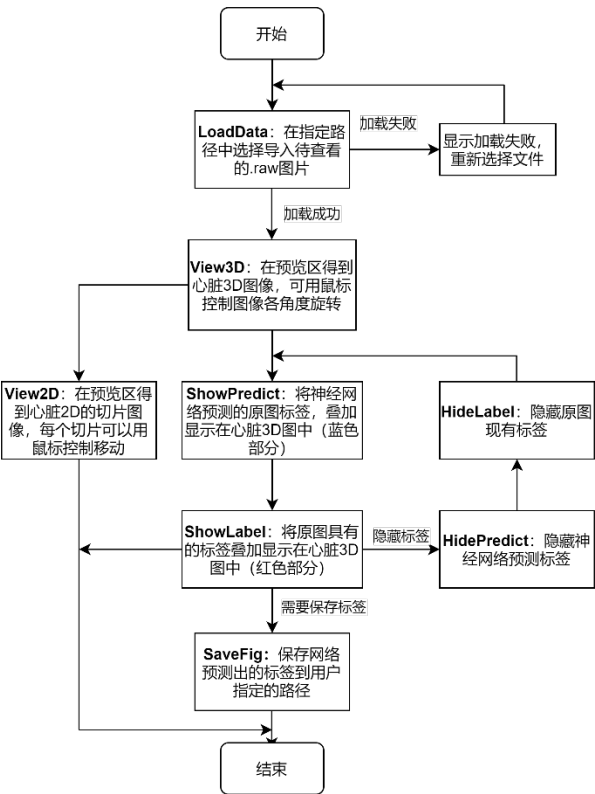 开始
LoadData：在指定路
径中选择导入待查看
的.raw图片
加载失败
显示加载失败，
重新选择文件
加载成功
View3D：在预览区得到
心脏3D图像，可用鼠标
控制图像各角度旋转
View2D：在预览区得
到心脏2D的切片图
像，每个切片可以用
鼠标控制移动
ShowPredict：将神经网
络预测的原图标签，叠加
显示在心脏3D图中（蓝色
部分）
HideLabel：隐藏原图
现有标签
ShowLabel：将原图具有
的标签叠加显示在心脏3D
图中（红色部分）
隐藏标签
HidePredict：隐藏神
经网络预测标签
需要保存标签
SaveFig：保存网络
预测出的标签到用户
指定的路径
结束